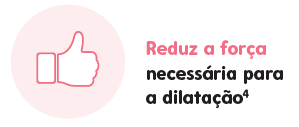 Reduz a força
necessária para
a dilatação⁴